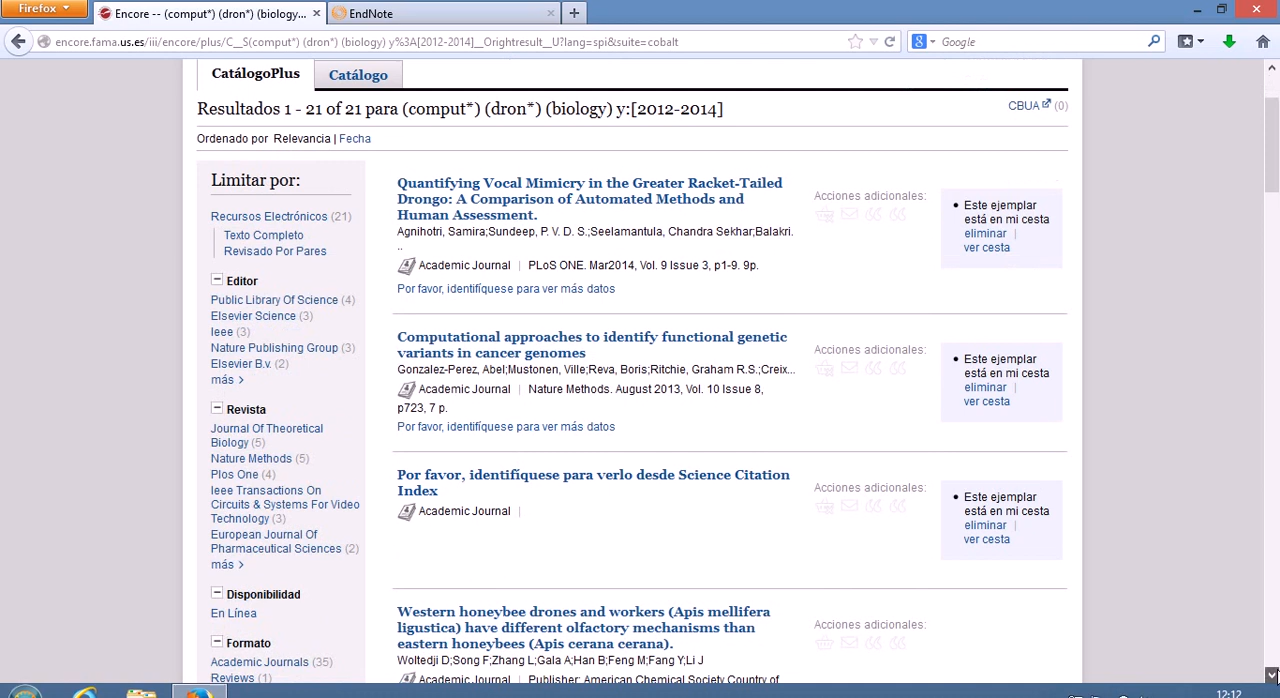 Firefox
Encore -- (comput*) (dron*) (biology...
EndNote
encore.fama.us.es/iii/encore/plus/C__S(comput*) (dron*) (biology) y%3A[2012-2014]__Orightresult__U?lang=spi&suite=cobalt
Google
CatálogoPlus
Catálogo
Resultados 1 - 21 of 21 para (comput*) (dron*) (biology) y:[2012-2014]
CBUA (0)
Ordenado por Relevancia | Fecha
Limitar por:
Recursos Electrónicos (21)
Texto Completo
Revisado Por Pares
Editor
Public Library Of Science (4)
Elsevier Science (3)
Ieee (3)
Nature Publishing Group (3)
Elsevier B.v. (2)
más >
Revista
Journal Of Theoretical
Biology (5)
Nature Methods (5)
Plos One (4)
Ieee Transactions On
Circuits & Systems For Video
Technology (3)
European Journal Of
Pharmaceutical Sciences (2)
más >
Disponibilidad
En Línea
Formato
Academic Journals (35)
Reviews (1)
Quantifying Vocal Mimicry in the Greater Racket-Tailed
Drongo: A Comparison of Automated Methods and
Human Assessment.
Agnihotri, Samira;Sundeep, P. V. D. S.;Seelamantula, Chandra Sekhar;Balakri.
..
Academic Journal | PLoS ONE. Mar2014, Vol. 9 Issue 3, p1-9. 9p.
Por favor, identifíquese para ver más datos
Acciones adicionales:
Este ejemplar
está en mi cesta
eliminar |
ver cesta
Computational approaches to identify functional genetic
variants in cancer genomes
Gonzalez-Perez, Abel;Mustonen, Ville;Reva, Boris;Ritchie, Graham R.S.;Creix...
Academic Journal | Nature Methods. August 2013, Vol. 10 Issue 8,
p723, 7 p.
Por favor, identifíquese para ver más datos
Acciones adicionales:
Este ejemplar
está en mi cesta
eliminar |
ver cesta
Por favor, identifíquese para verlo desde Science Citation
Index
Academic Journal |
Acciones adicionales:
Este ejemplar
está en mi cesta
eliminar |
ver cesta
Western honeybee drones and workers (Apis mellifera
ligustica) have different olfactory mechanisms than
eastern honeybees (Apis cerana cerana).
Woltedji D;Song F;Zhang L;Gala A;Han B;Feng M;Fang Y;Li J
Academic Journal | Publisher: American Chemical Society Country of
Acciones adicionales:
12:12